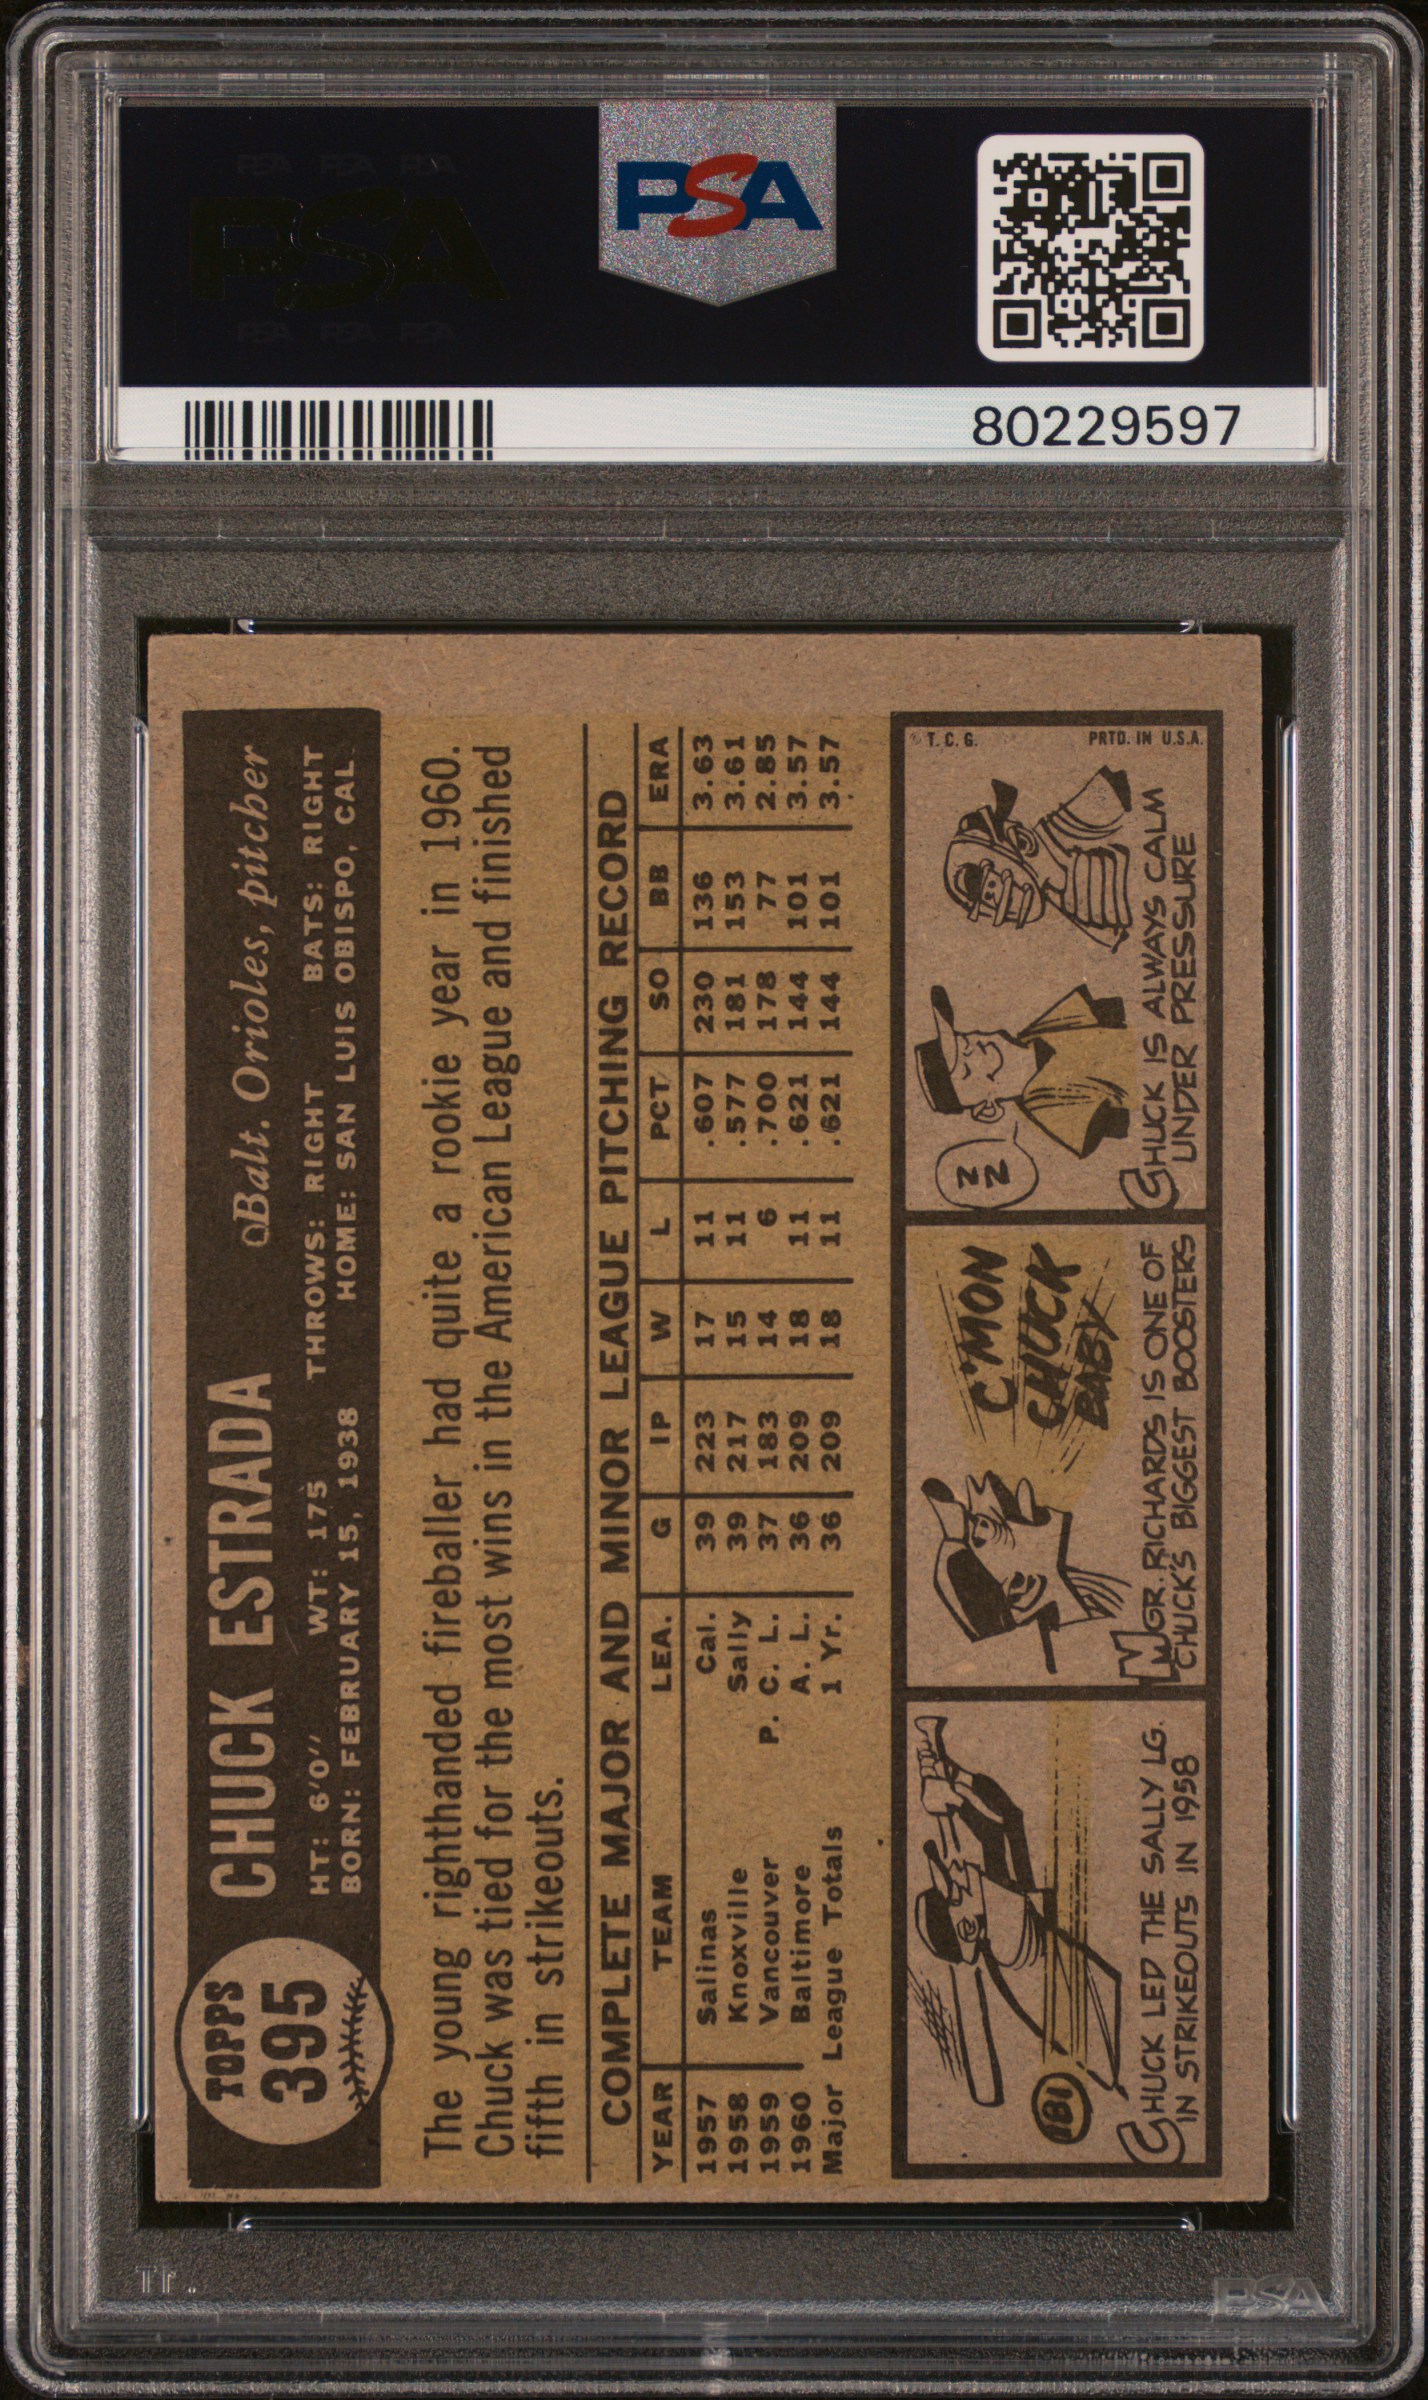 PSA PSA PSA
PSA
PSA PSA PSA
PSA
80229597
TOPPS
395
CHUCK ESTRADA
Balt. Orioles, pitcher
HT: 6'0" WT: 175 THROWS: RIGHT BATS: RIGHT
BORN: FEBRUARY 15, 1938 HOME: SAN LUIS OBISPO, CAL.
The young righthanded fireballer had quite a rookie year in 1960.
Chuck was tied for the most wins in the American League and finished
fifth in strikeouts.
COMPLETE MAJOR AND MINOR LEAGUE PITCHING RECORD
YEAR TEAM LEA. G IP W L PCT SO BB ERA
1957 Salinas Cal. 39 223 17 11 .607 230 136 3.63
1958 Knoxville Sally 39 217 15 11 .577 181 153 3.61
1959 Vancouver P. C. L. 37 183 14 6 .700 178 77 2.85
1960 Baltimore A. L. 36 209 18 11 .621 144 101 3.57
Major League Totals 1 Yr. 36 209 18 11 .621 144 101 3.57
181
CHUCK LED THE SALLY LG.
IN STRIKEOUTS IN 1958
C'MON
CHUCK
BABY
MGR. RICHARDS IS ONE OF
CHUCK'S BIGGEST BOOSTERS
Z
Z
CHUCK IS ALWAYS CALM
UNDER PRESSURE
© T. C. G. PRTD. IN U.S.A.
PSA